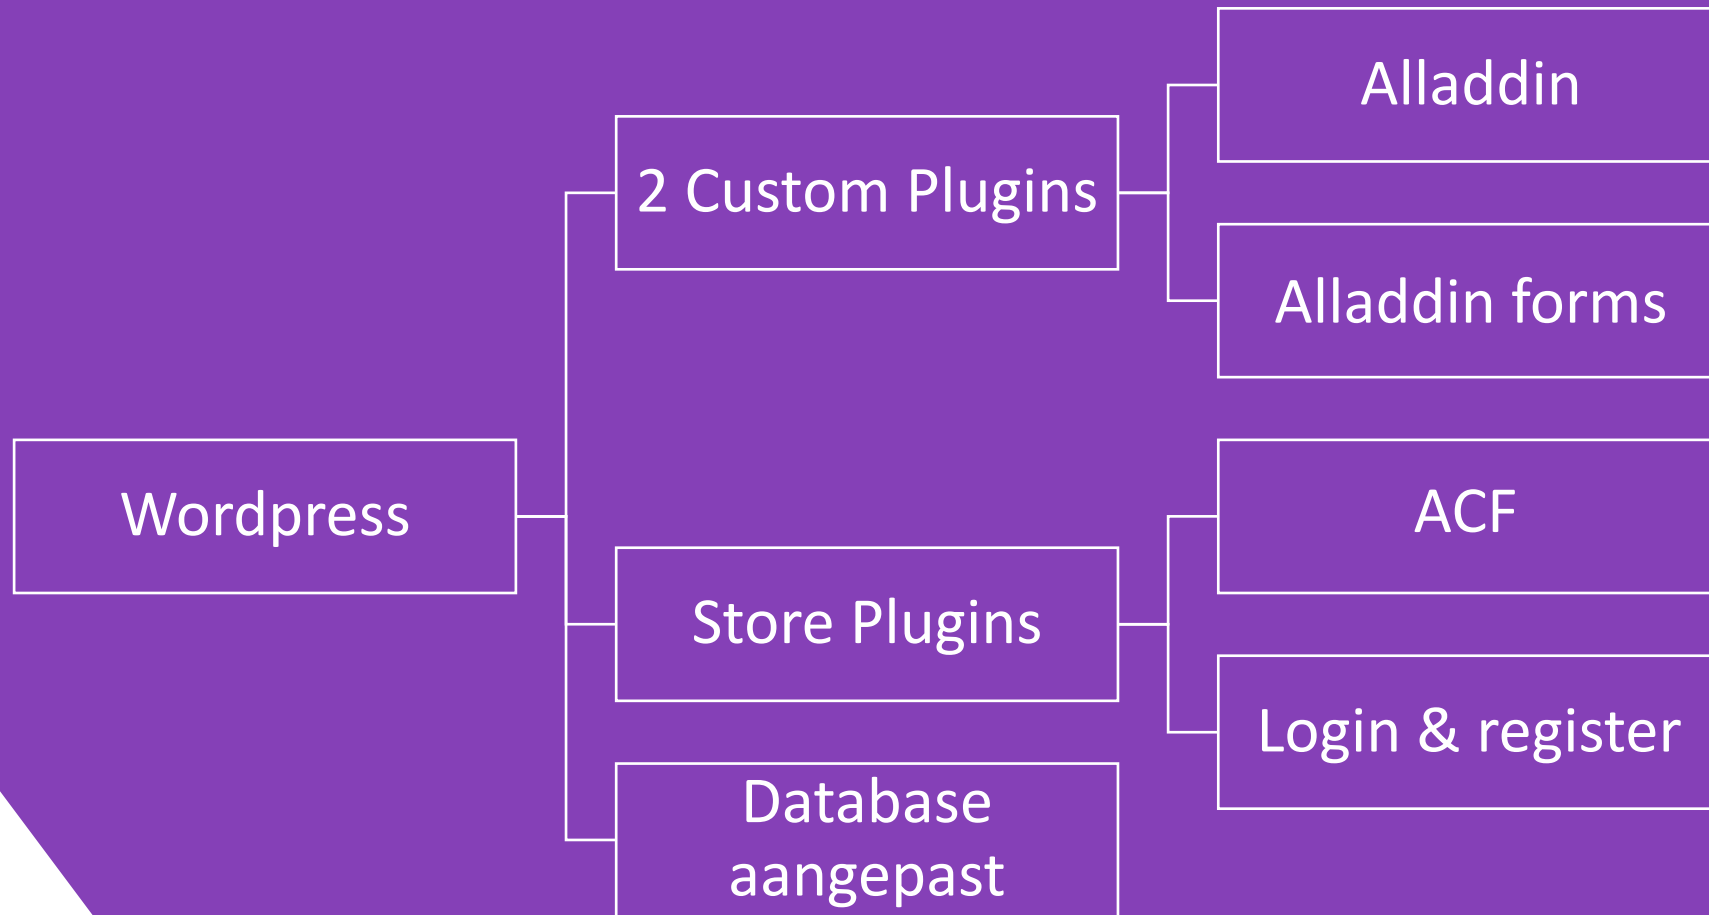 Wordpress
2 Custom Plugins
Alladdin
Alladdin forms
Store Plugins
ACF
Login & register
Database
aangepast